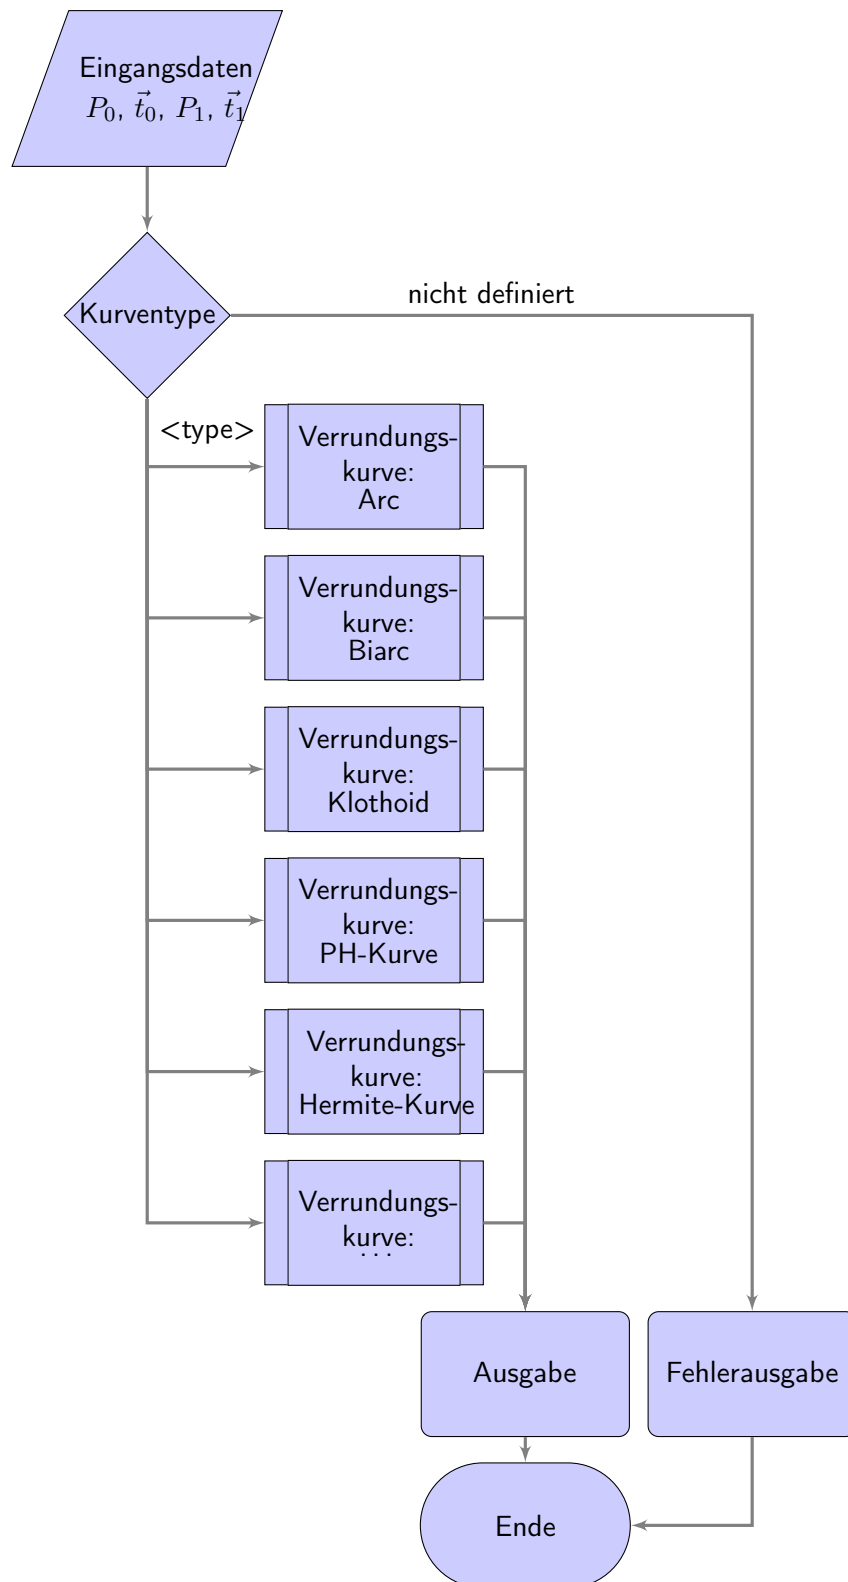 Eingangsdaten
P₀, t⃗₀, P₁, t⃗₁
Kurventype
nicht definiert
<type>
Verrundungs-
kurve:
Arc
Verrundungs-
kurve:
Biarc
Verrundungs-
kurve:
Klothoid
Verrundungs-
kurve:
PH-Kurve
Verrundungs-
kurve:
Hermite-Kurve
Verrundungs-
kurve:
...
Ausgabe
Fehlerausgabe
Ende